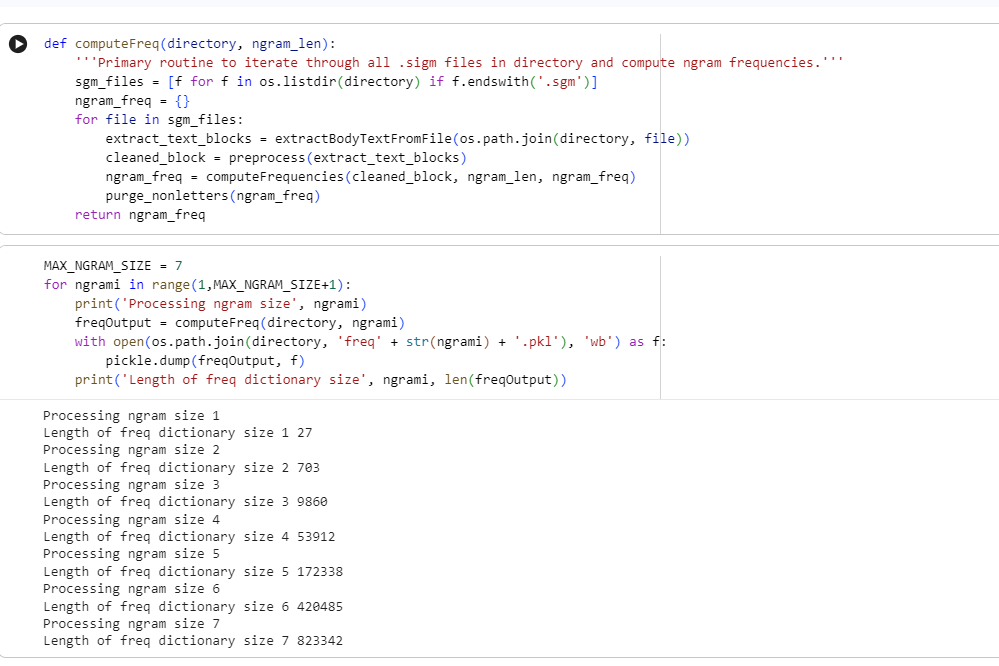 def computeFreq(directory, ngram_len):
    '''Primary routine to iterate through all .sigm files in directory and compute ngram frequencies.'''
    sgm_files = [f for f in os.listdir(directory) if f.endswith('.sgm')]
    ngram_freq = {}
    for file in sgm_files:
        extract_text_blocks = extractBodyTextFromFile(os.path.join(directory, file))
        cleaned_block = preprocess(extract_text_blocks)
        ngram_freq = computeFrequencies(cleaned_block, ngram_len, ngram_freq)
        purge_nonletters(ngram_freq)
    return ngram_freq
MAX_NGRAM_SIZE = 7
for ngrami in range(1,MAX_NGRAM_SIZE+1):
    print('Processing ngram size', ngrami)
    freqOutput = computeFreq(directory, ngrami)
    with open(os.path.join(directory, 'freq' + str(ngrami) + '.pkl'), 'wb') as f:
        pickle.dump(freqOutput, f)
    print('Length of freq dictionary size', ngrami, len(freqOutput))
Processing ngram size 1
Length of freq dictionary size 1 27
Processing ngram size 2
Length of freq dictionary size 2 703
Processing ngram size 3
Length of freq dictionary size 3 9860
Processing ngram size 4
Length of freq dictionary size 4 53912
Processing ngram size 5
Length of freq dictionary size 5 172338
Processing ngram size 6
Length of freq dictionary size 6 420485
Processing ngram size 7
Length of freq dictionary size 7 823342